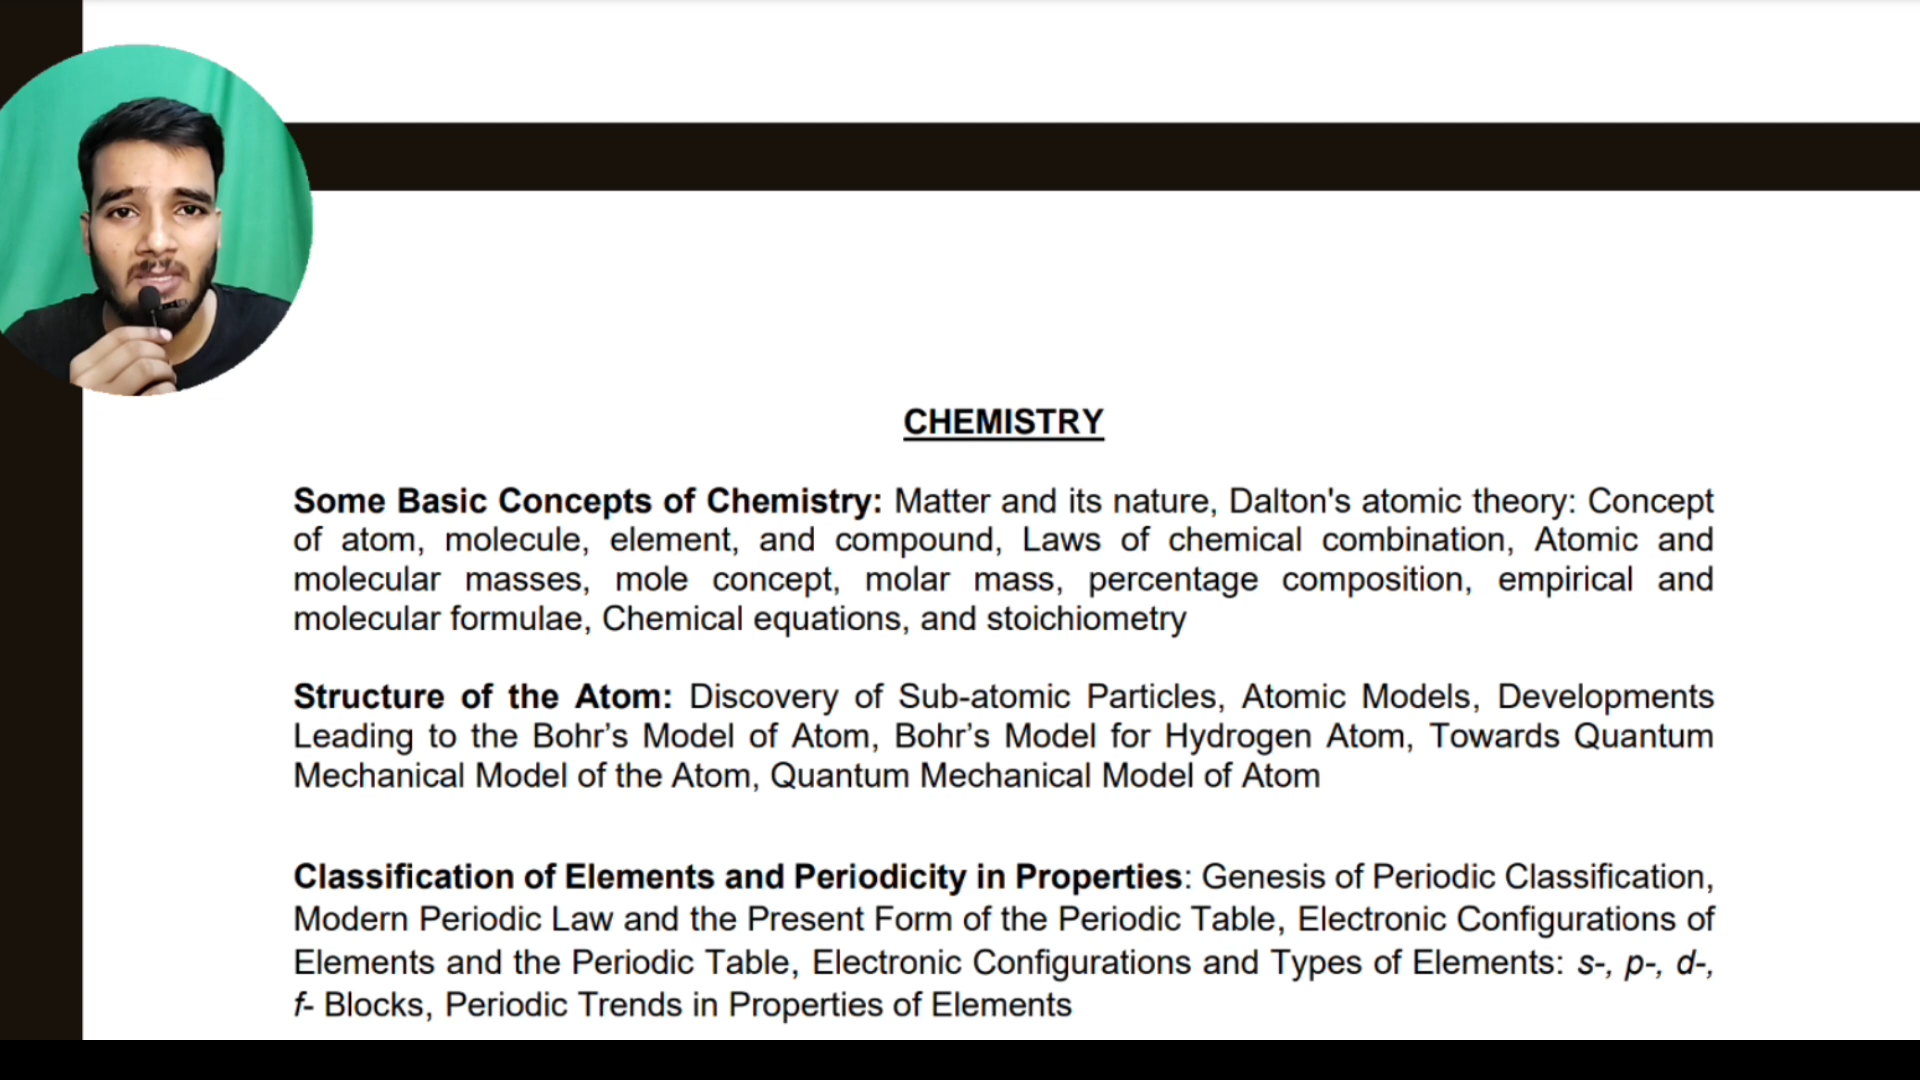 CHEMISTRY
Some Basic Concepts of Chemistry: Matter and its nature, Dalton's atomic theory: Concept
of atom, molecule, element, and compound, Laws of chemical combination, Atomic and
molecular masses, mole concept, molar mass, percentage composition, empirical and
molecular formulae, Chemical equations, and stoichiometry
Structure of the Atom: Discovery of Sub-atomic Particles, Atomic Models, Developments
Leading to the Bohr’s Model of Atom, Bohr’s Model for Hydrogen Atom, Towards Quantum
Mechanical Model of the Atom, Quantum Mechanical Model of Atom
Classification of Elements and Periodicity in Properties: Genesis of Periodic Classification,
Modern Periodic Law and the Present Form of the Periodic Table, Electronic Configurations of
Elements and the Periodic Table, Electronic Configurations and Types of Elements: s-, p-, d-,
f- Blocks, Periodic Trends in Properties of Elements